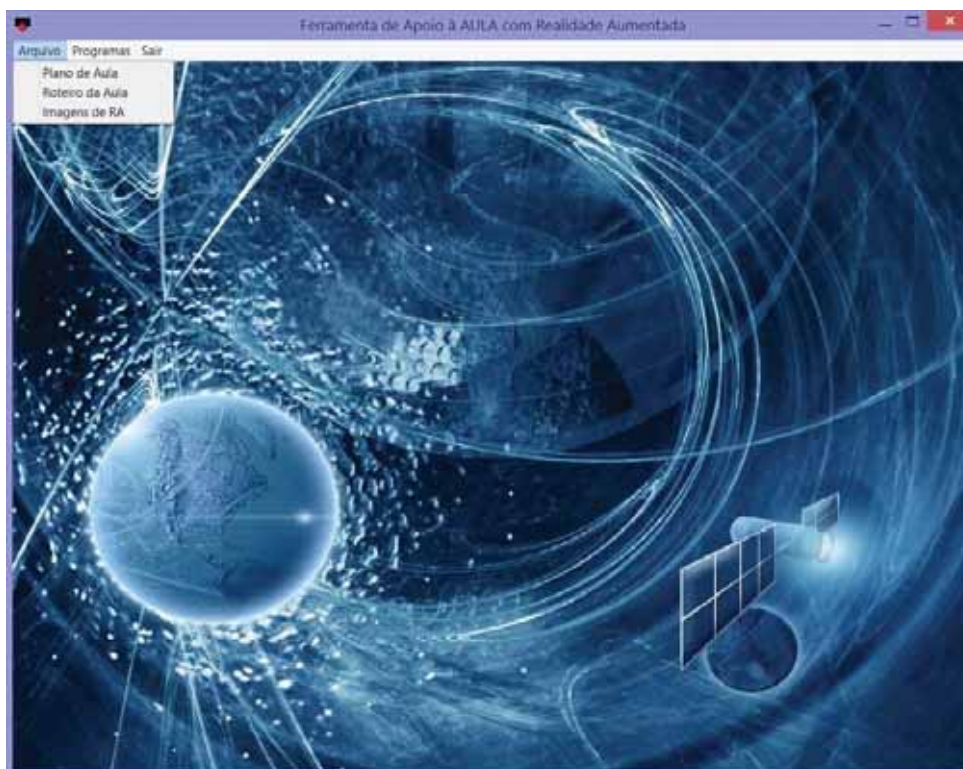 Ferramenta de Apoio à AULA com Realidade Aumentada
Arquivo Programas Sair
Plano de Aula
Roteiro da Aula
Imagens de RA